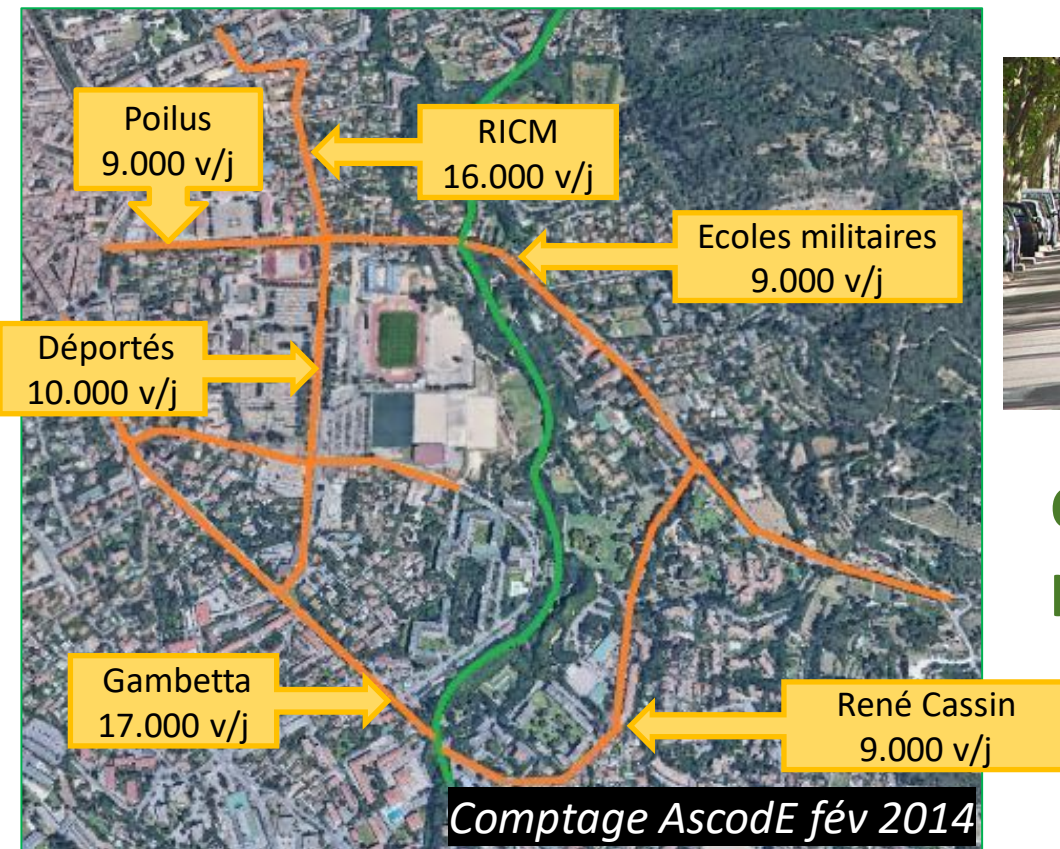 Poilus
9.000 v/j
RICM
16.000 v/j
Ecoles militaires
9.000 v/j
Déportés
10.000 v/j
Gambetta
17.000 v/j
René Cassin
9.000 v/j
Comptage AscodE fév 2014